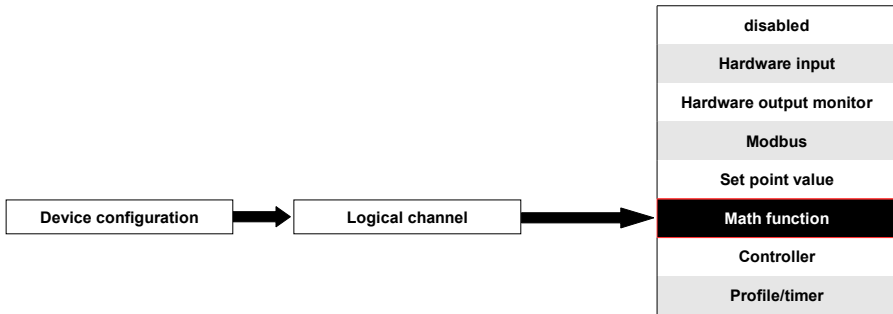 disabled
Hardware input
Hardware output monitor
Modbus
Set point value
Device configuration
Logical channel
Math function
Controller
Profile/timer